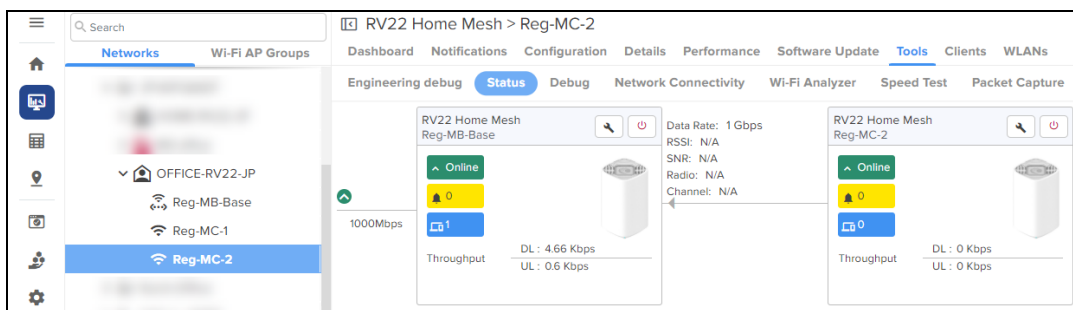 Search
RV22 Home Mesh > Reg-MC-2
Networks Wi-Fi AP Groups
Dashboard Notifications Configuration Details Performance Software Update Tools Clients WLANs
Engineering debug Status Debug Network Connectivity Wi-Fi Analyzer Speed Test Packet Capture
OFFICE-RV22-JP
Reg-MB-Base
Reg-MC-1
Reg-MC-2
1000Mbps
RV22 Home Mesh
Reg-MB-Base
Online
0
1
Throughput
DL : 4.66 Kbps
UL : 0.6 Kbps
Data Rate: 1 Gbps
RSSI: N/A
SNR: N/A
Radio: N/A
Channel: N/A
RV22 Home Mesh
Reg-MC-2
Online
0
0
Throughput
DL : 0 Kbps
UL : 0 Kbps